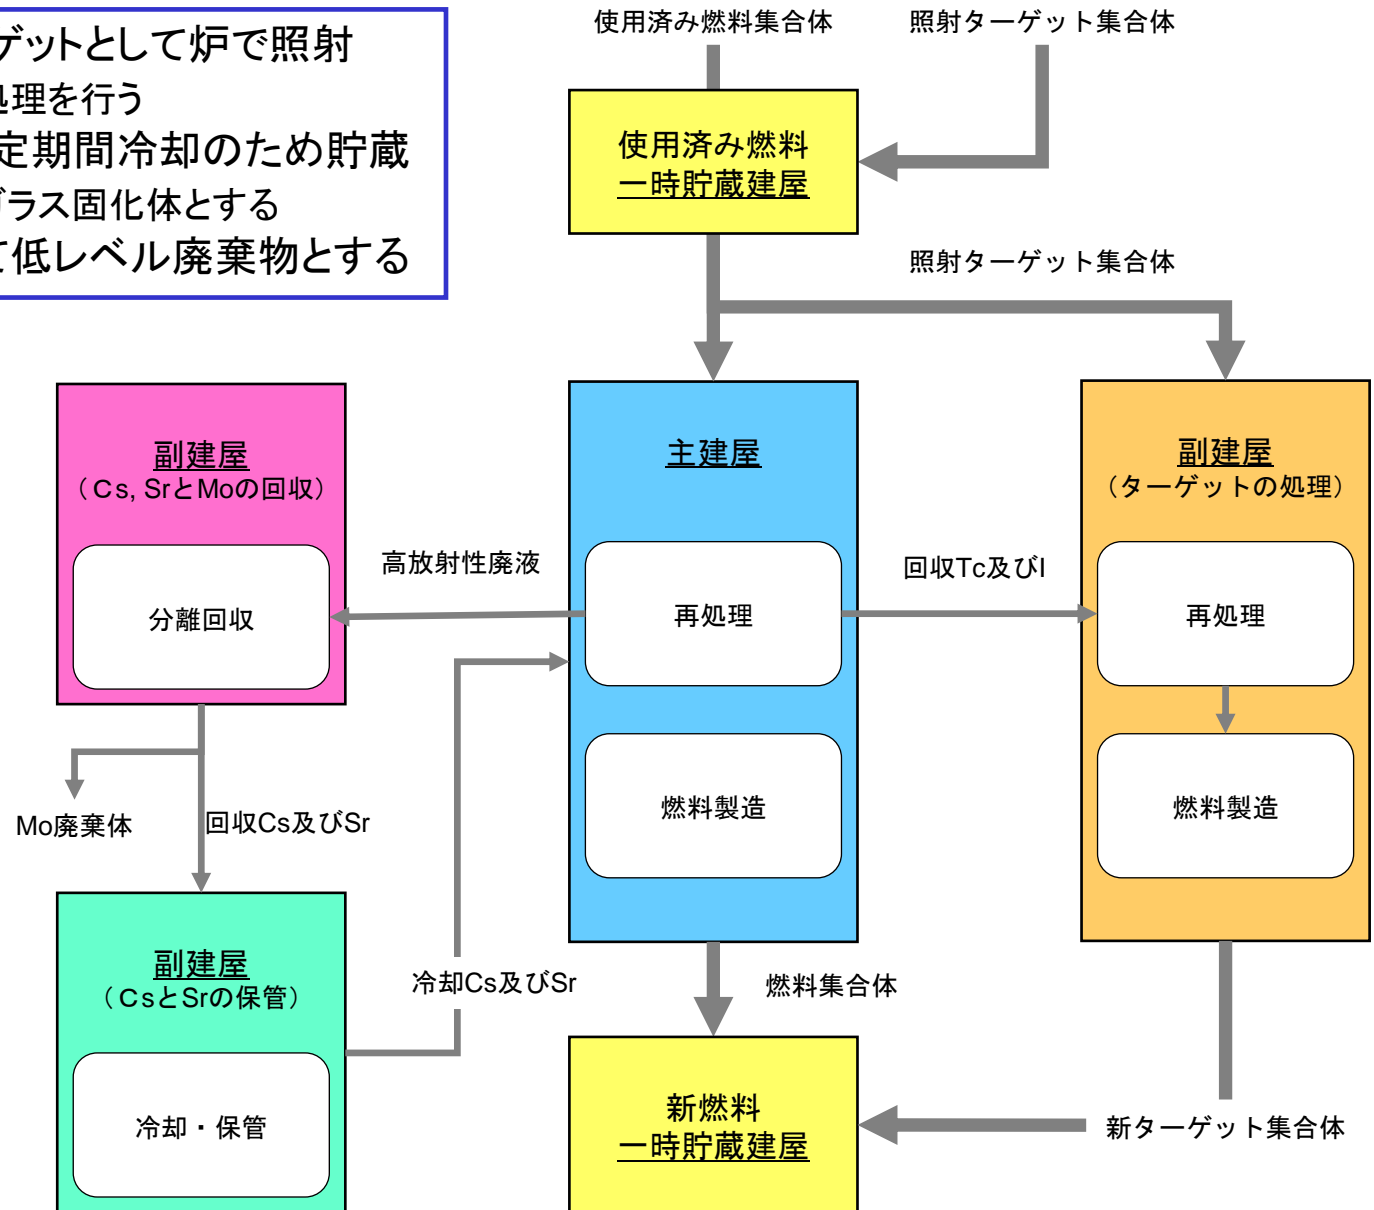 ゲットとして炉で照射
処理を行う
定期間冷却のため貯蔵
ガラス固化体とする
て低レベル廃棄物とする
使用済み燃料集合体
照射ターゲット集合体
使用済み燃料
一時貯蔵建屋
照射ターゲット集合体
副建屋
（Cs, SrとMoの回収）
分離回収
高放射性廃液
主建屋
再処理
燃料製造
回収Tc及びI
副建屋
（ターゲットの処理）
再処理
燃料製造
Mo廃棄体
回収Cs及びSr
副建屋
（CsとSrの保管）
冷却・保管
冷却Cs及びSr
燃料集合体
新燃料
一時貯蔵建屋
新ターゲット集合体